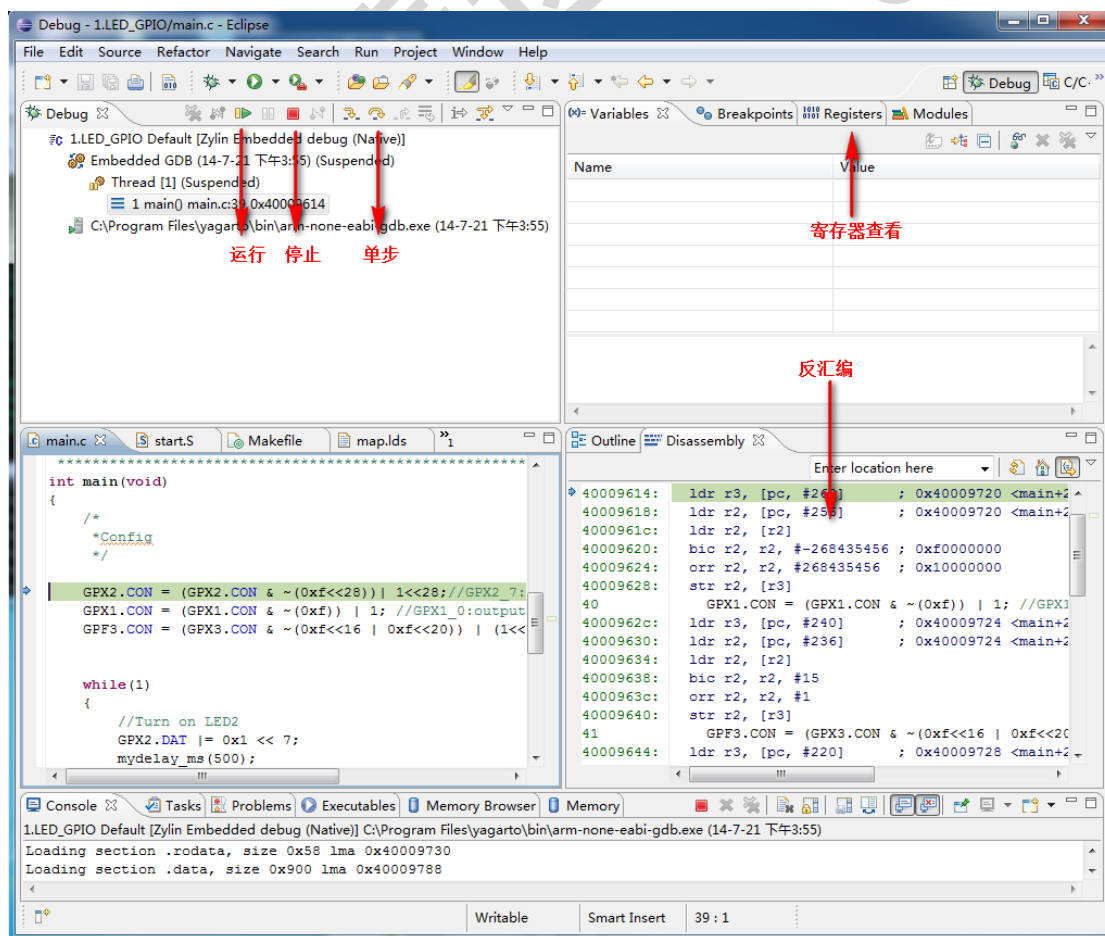 Debug - 1.LED_GPIO/main.c - Eclipse
File Edit Source Refactor Navigate Search Run Project Window Help
Debug C/C
Debug
1.LED_GPIO Default [Zylin Embedded debug (Native)]
Embedded GDB (14-7-21 下午3:55) (Suspended)
Thread [1] (Suspended)
1 main() main.c:39 0x40009614
C:\Program Files\yagarto\bin\arm-none-eabi-gdb.exe (14-7-21 下午3:55)
运行 停止 单步
(x)= Variables Breakpoints Registers Modules
Name Value
寄存器查看
反汇编
main.c start.S Makefile map.lds »1
*****************************************************
int main(void)
{
/*
*Config
*/
GPX2.CON = (GPX2.CON & ~(0xf<<28))| 1<<28;//GPX2_7:
GPX1.CON = (GPX1.CON & ~(0xf)) | 1; //GPX1_0:output
GPF3.CON = (GPX3.CON & ~(0xf<<16 | 0xf<<20)) | (1<<
while(1)
{
//Turn on LED2
GPX2.DAT |= 0x1 << 7;
mydelay_ms(500);
Outline Disassembly
Enter location here
40009614: ldr r3, [pc, #260] ; 0x40009720 <main+2
40009618: ldr r2, [pc, #256] ; 0x40009720 <main+2
4000961c: ldr r2, [r2]
40009620: bic r2, r2, #-268435456 ; 0xf0000000
40009624: orr r2, r2, #268435456 ; 0x10000000
40009628: str r2, [r3]
40 GPX1.CON = (GPX1.CON & ~(0xf)) | 1; //GPX1
4000962c: ldr r3, [pc, #240] ; 0x40009724 <main+2
40009630: ldr r2, [pc, #236] ; 0x40009724 <main+2
40009634: ldr r2, [r2]
40009638: bic r2, r2, #15
4000963c: orr r2, r2, #1
40009640: str r2, [r3]
41 GPF3.CON = (GPX3.CON & ~(0xf<<16 | 0xf<<20
40009644: ldr r3, [pc, #220] ; 0x40009728 <main+2
Console Tasks Problems Executables Memory Browser Memory
1.LED_GPIO Default [Zylin Embedded debug (Native)] C:\Program Files\yagarto\bin\arm-none-eabi-gdb.exe (14-7-21 下午3:55)
Loading section .rodata, size 0x58 lma 0x40009730
Loading section .data, size 0x900 lma 0x40009788
Writable Smart Insert 39 : 1